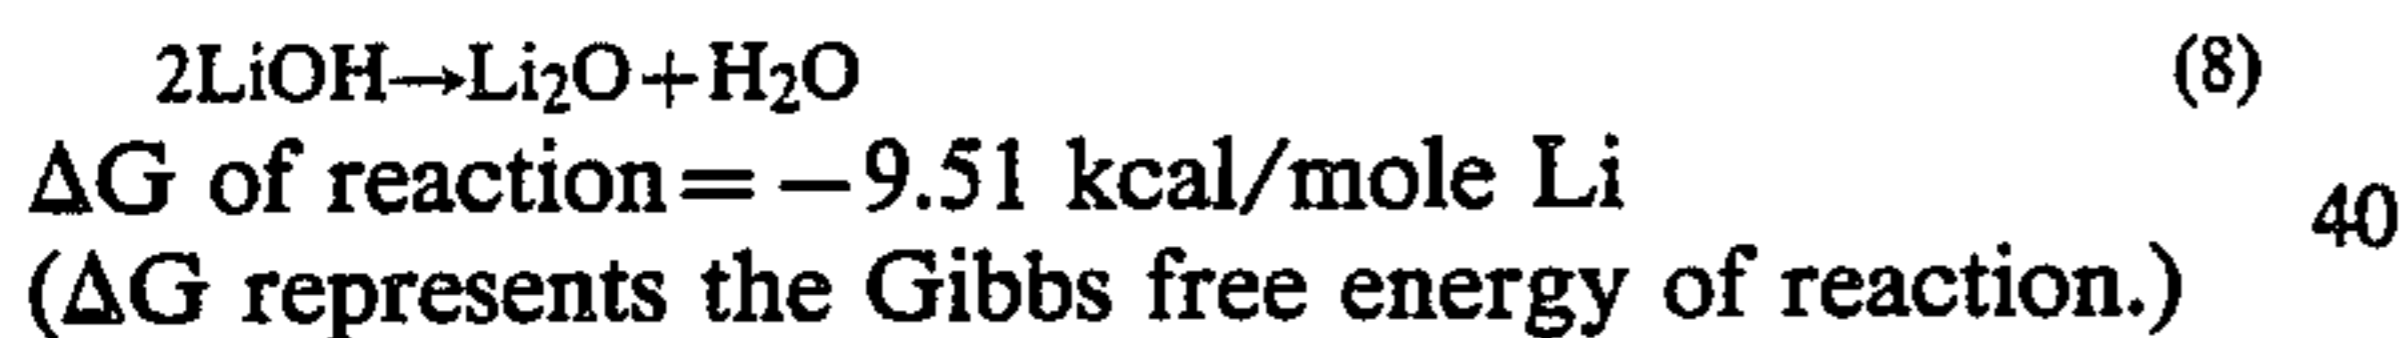 2LiOH→Li₂O+H₂O (8)
ΔG of reaction=−9.51 kcal/mole Li
40
(ΔG represents the Gibbs free energy of reaction.)